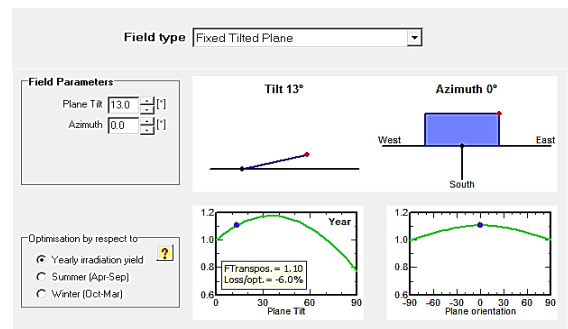 Field type Fixed Tilted Plane
Field Parameters
Plane Tilt 13.0 [°]
Azimuth 0.0 [°]
Tilt 13°
Azimuth 0°
West
East
South
Optimisation by respect to
Yearly irradiation yield
Summer (Apr-Sep)
Winter (Oct-Mar)
?
1.2
1.0
0.8
0.6
Year
FTranspos.= 1.10
Loss/opt.= -6.0%
0 30 60 90
Plane Tilt
1.2
1.0
0.8
0.6
-90 -60 -30 0 30 60 90
Plane orientation